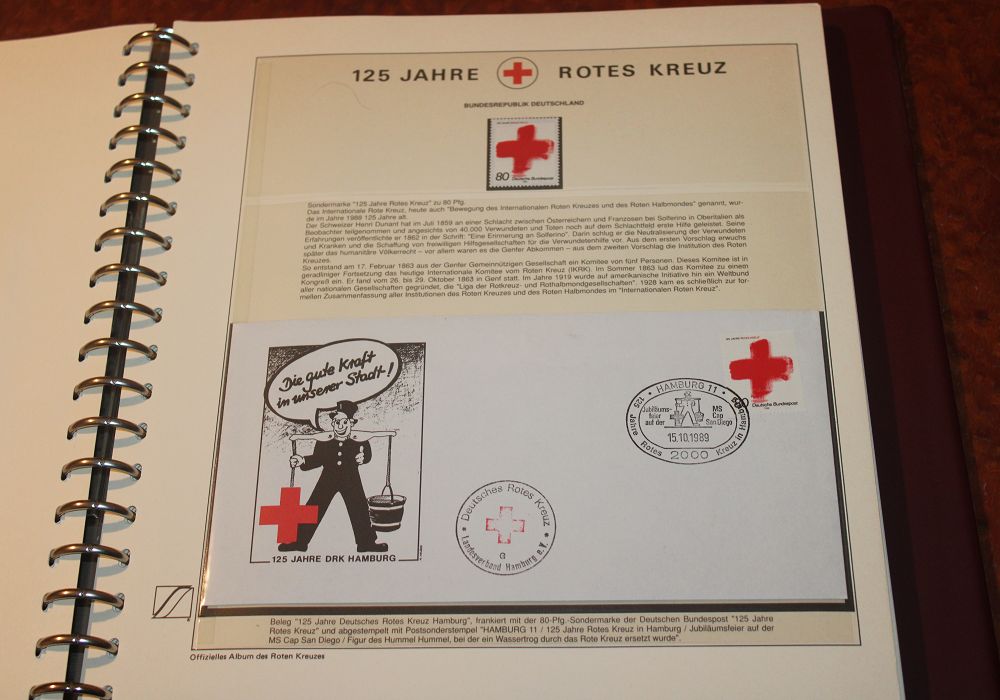 125 JAHRE ROTES KREUZ
BUNDESREPUBLIK DEUTSCHLAND
80 Deutsche Bundespost
Sondermarke "125 Jahre Rotes Kreuz" zu 80 Pfg.
Das Internationale Rote Kreuz, heute auch "Bewegung des Internationalen Roten Kreuzes und des Roten Halbmondes" genannt, wur-
de im Jahre 1988 125 Jahre alt.
Der Schweizer Henri Dunant hat im Juli 1859 an einer Schlacht zwischen Österreichern und Franzosen bei Solferino in Oberitalien als
Beobachter teilgenommen und angesichts von 40.000 Verwundeten und Toten noch auf dem Schlachtfeld erste Hilfe geleistet. Seine
Erfahrungen veröffentlichte er 1862 in der Schrift: "Eine Erinnerung an Solferino". Darin schlug er die Neutralisierung der Verwundeten
und Kranken und die Schaffung von freiwilligen Hilfsgesellschaften für die Verwundetenhilfe vor. Aus dem ersten Vorschlag erwuchs
später das humanitäre Völkerrecht – vor allem waren es die Genfer Abkommen – aus dem zweiten Vorschlag die Institution des Roten
Kreuzes.
So entstand am 17. Februar 1863 aus der Genfer Gemeinnützigen Gesellschaft ein Komitee von fünf Personen. Dieses Komitee ist in
geradliniger Fortsetzung das heutige Internationale Komitee vom Roten Kreuz (IKRK). Im Sommer 1863 lud das Komitee zu einem
Kongreß ein. Er fand vom 26. bis 29. Oktober 1863 in Genf statt. Im Jahre 1919 wurde auf amerikanische Initiative hin ein Weltbund
aller nationalen Gesellschaften gegründet, die "Liga der Rotkreuz- und Rothalbmondgesellschaften". 1928 kam es schließlich zur for-
mellen Zusammenfassung aller Institutionen des Roten Kreuzes und des Roten Halbmondes im "Internationalen Roten Kreuz".
Die gute Kraft
in unserer Stadt!
125 JAHRE DRK HAMBURG
125 JAHRE ROTES KREUZ
80 Deutsche Bundespost
HAMBURG 11
Jubiläums-
feier
auf der
MS
Cap
San Diego
15.10.1989
2000
125 Jahre Rotes Kreuz in Hamburg
Deutsches Rotes Kreuz
a
Landesverband Hamburg e.V.
Beleg "125 Jahre Deutsches Rotes Kreuz Hamburg", frankiert mit der 80-Pfg.-Sondermarke der Deutschen Bundespost "125 Jahre
Rotes Kreuz" und abgestempelt mit Postsonderstempel "HAMBURG 11 / 125 Jahre Rotes Kreuz in Hamburg / Jubiläumsfeier auf der
MS Cap San Diego / Figur des Hummel Hummel, bei der ein Wassertrog durch das Rote Kreuz ersetzt wurde".
Offizielles Album des Roten Kreuzes